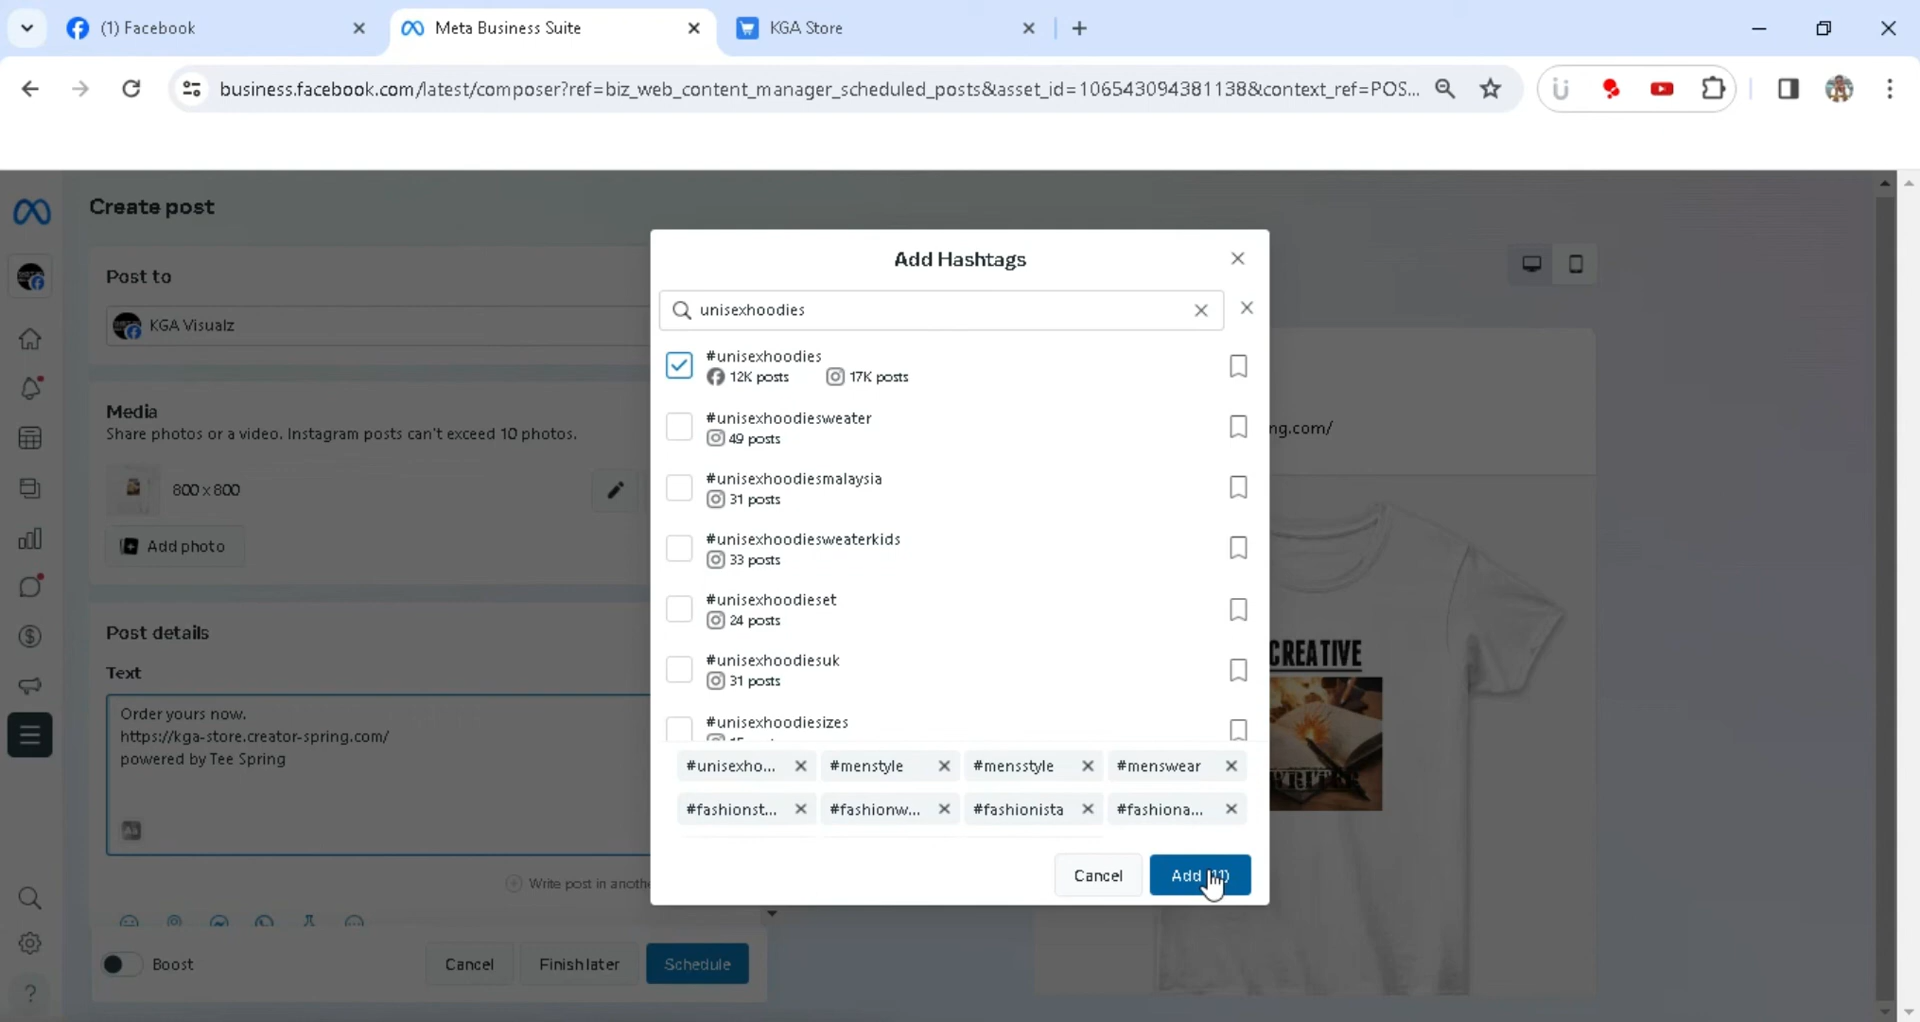 (1) Facebook
Meta Business Suite
KGA Store
business.facebook.com/latest/composer?ref=biz_web_content_manager_scheduled_posts&asset_id=106543094381138&context_ref=POS...
Create post
Post to
KGA Visualz
Media
Share photos or a video. Instagram posts can't exceed 10 photos.
800 x 800
Add photo
Post details
Text
Order yours now.
https://kga-store.creator-spring.com/
powered by Tee Spring
Write post in anothe
Boost
Cancel
Finish later
Schedule
Add Hashtags
unisexhoodies
#unisexhoodies
12K posts 17K posts
#unisexhoodiesweater
49 posts
#unisexhoodiesmalaysia
31 posts
#unisexhoodiesweaterkids
33 posts
#unisexhoodieset
24 posts
#unisexhoodiesuk
31 posts
#unisexhoodiesizes
#unisexho... #menstyle #mensstyle #menswear
#fashionst... #fashionw... #fashionista #fashiona...
Cancel
Add
ng.com/
CREATIVE